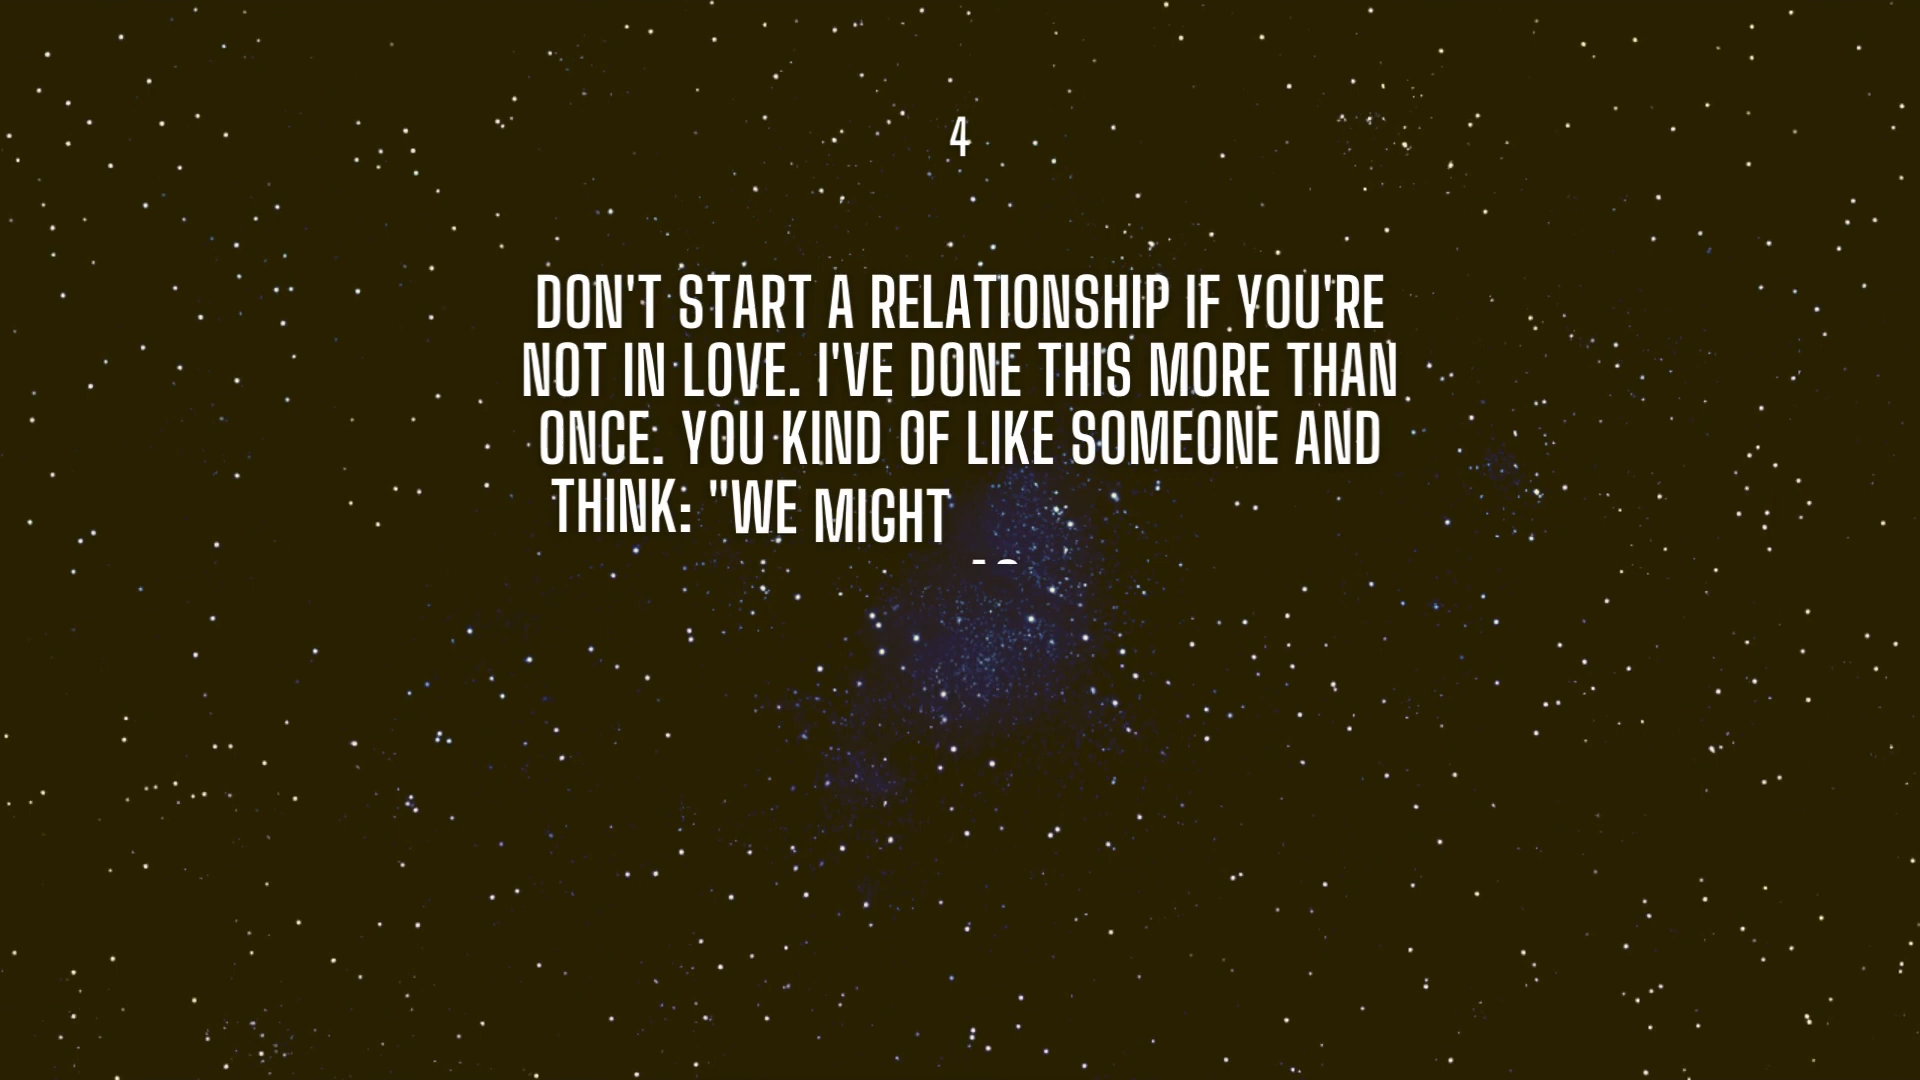 4
DON'T START A RELATIONSHIP IF YOU'RE
NOT IN LOVE. I'VE DONE THIS MORE THAN
ONCE. YOU KIND OF LIKE SOMEONE AND
THINK: "WE MIGHT